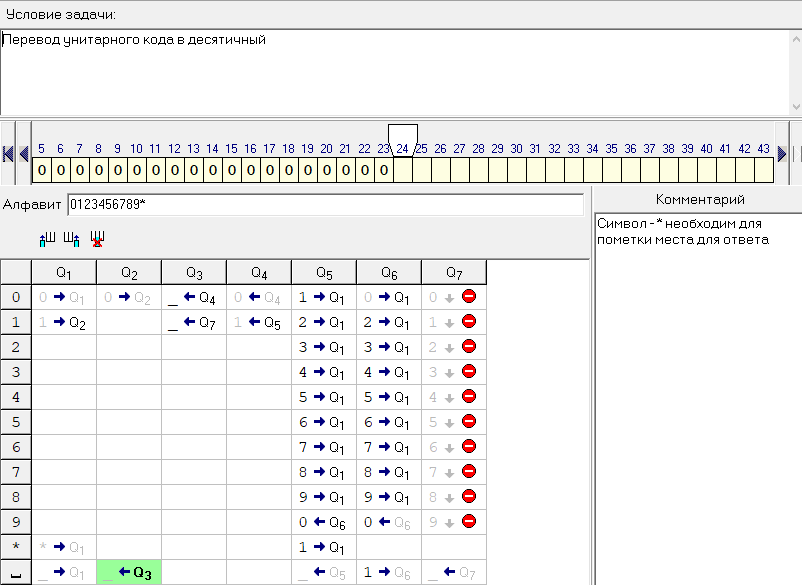 Условие задачи:
Перевод унитарного кода в десятичный
5 6 7 8 9 10 11 12 13 14 15 16 17 18 19 20 21 22 23 24 25 26 27 28 29 30 31 32 33 34 35 36 37 38 39 40 41 42 43
0 0 0 0 0 0 0 0 0 0 0 0 0 0 0 0 0 0 0
Алфавит 0123456789*
Комментарий
Символ -* необходим для
пометки места для ответа
Q1 Q2 Q3 Q4 Q5 Q6 Q7
0 0 → Q1 0 → Q2 _ ← Q4 0 ← Q4 1 → Q1 0 → Q1 0 ↓
1 1 → Q2 _ ← Q7 1 ← Q5 2 → Q1 2 → Q1 1 ↓
2 3 → Q1 3 → Q1 2 ↓
3 4 → Q1 4 → Q1 3 ↓
4 5 → Q1 5 → Q1 4 ↓
5 6 → Q1 6 → Q1 5 ↓
6 7 → Q1 7 → Q1 6 ↓
7 8 → Q1 8 → Q1 7 ↓
8 9 → Q1 9 → Q1 8 ↓
9 0 ← Q6 0 ← Q6 9 ↓
* * → Q1 1 → Q1
_ → Q1 _ ← Q3 _ ← Q5 1 → Q6 _ ← Q7